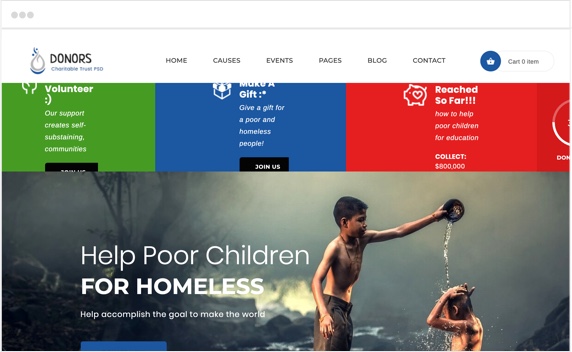 DONORS
Charitable Trust PSD
HOME
CAUSES
EVENTS
PAGES
BLOG
CONTACT
Cart 0 item
Volunteer
:)
Our support
creates self-
substaining,
communities
JOIN US
Make A
Gift :*
Give a gift for
a poor and
homeless
people!
JOIN US
Reached
So Far!!!
how to help
poor children
for education
COLLECT:
$800,000
Help Poor Children
FOR HOMELESS
Help accomplish the goal to make the world